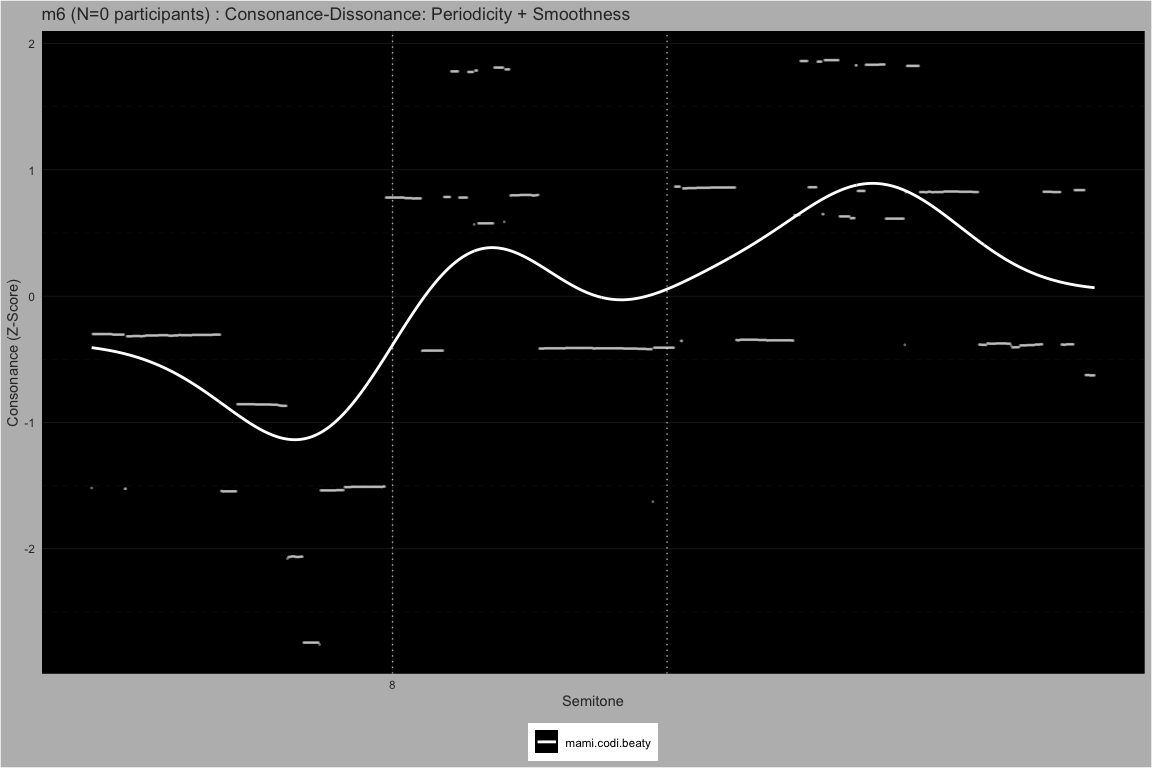 m6 (N=0 participants) : Consonance-Dissonance: Periodicity + Smoothness
Consonance (Z-Score)
2
1
0
-1
-2
8
Semitone
mami.codi.beaty